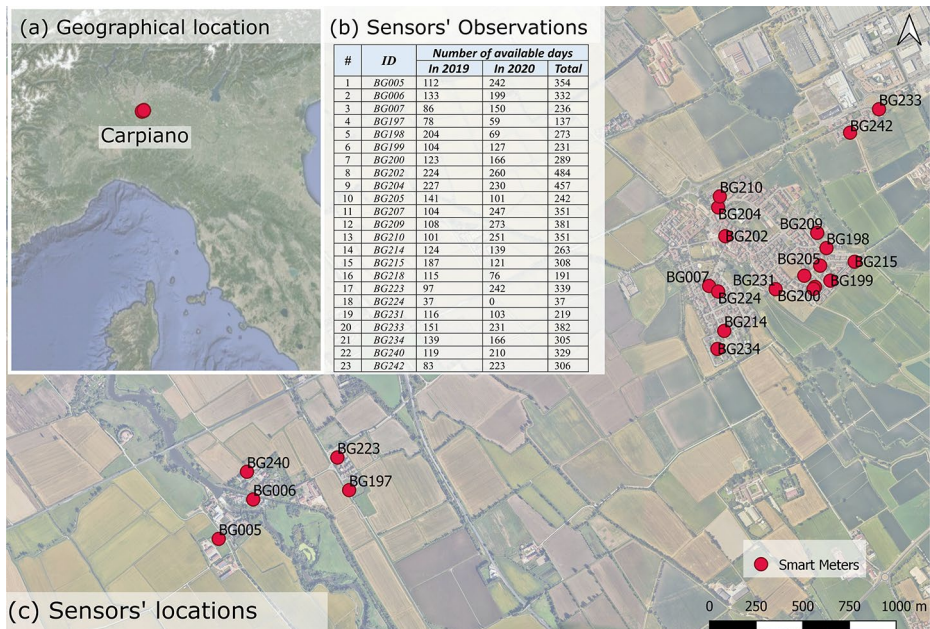 (a) Geographical location
Carpiano
(b) Sensors' Observations
# ID Number of available days
In 2019 In 2020 Total
1 BG005 112 242 354
2 BG006 133 199 332
3 BG007 86 150 236
4 BG197 78 59 137
5 BG198 204 69 273
6 BG199 104 127 231
7 BG200 123 166 289
8 BG202 224 260 484
9 BG204 227 230 457
10 BG205 141 101 242
11 BG207 104 247 351
12 BG209 108 273 381
13 BG210 101 251 351
14 BG214 124 139 263
15 BG215 187 121 308
16 BG218 115 76 191
17 BG223 97 242 339
18 BG224 37 0 37
19 BG231 116 103 219
20 BG233 151 231 382
21 BG234 139 166 305
22 BG240 119 210 329
23 BG242 83 223 306
BG233
BG242
BG210
BG204
BG202
BG209
BG198
BG205
BG215
BG007
BG231
BG199
BG224
BG200
BG214
BG234
BG223
BG240
BG197
BG006
BG005
Smart Meters
(c) Sensors' locations
0 250 500 750 1000 m